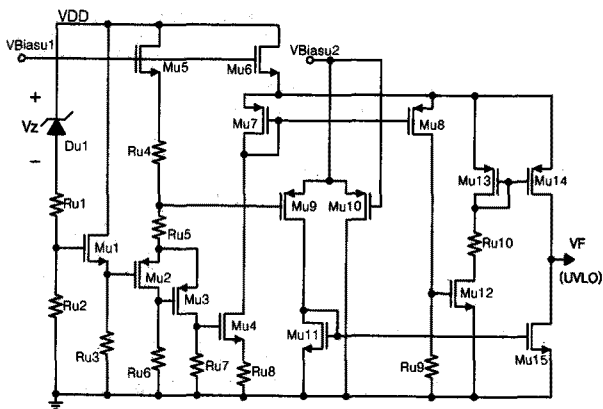 VDD
VBiasu1
VBiasu2
Mu5
Mu6
+
Vz
−
Du1
Mu7
Mu8
Ru4
Mu13
Mu14
Ru1
Ru5
Mu9
Mu10
Mu1
Mu2
Ru10
VF
(UVLO)
Mu3
Mu12
Ru2
Mu4
Mu11
Ru3
Ru6
Ru7
Ru8
Ru9
Mu15